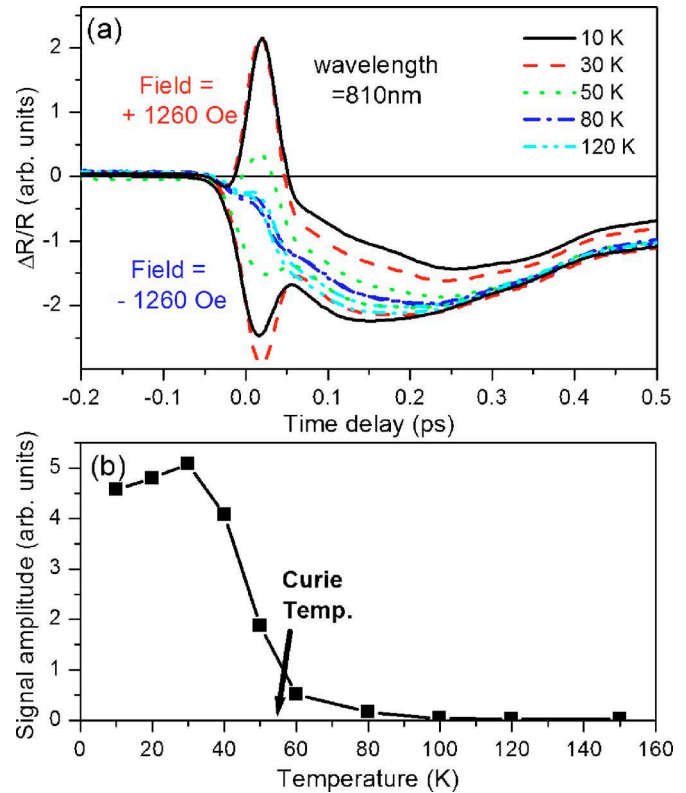 (a)
Field =
+ 1260 Oe
wavelength
=810nm
10 K
30 K
50 K
80 K
120 K
Field =
- 1260 Oe
ΔR/R (arb. units)
2
1
0
-1
-2
-0.2 -0.1 0.0 0.1 0.2 0.3 0.4 0.5
Time delay (ps)
(b)
Curie
Temp.
Signal amplitude (arb. units)
5
4
3
2
1
0
0 20 40 60 80 100 120 140 160
Temperature (K)